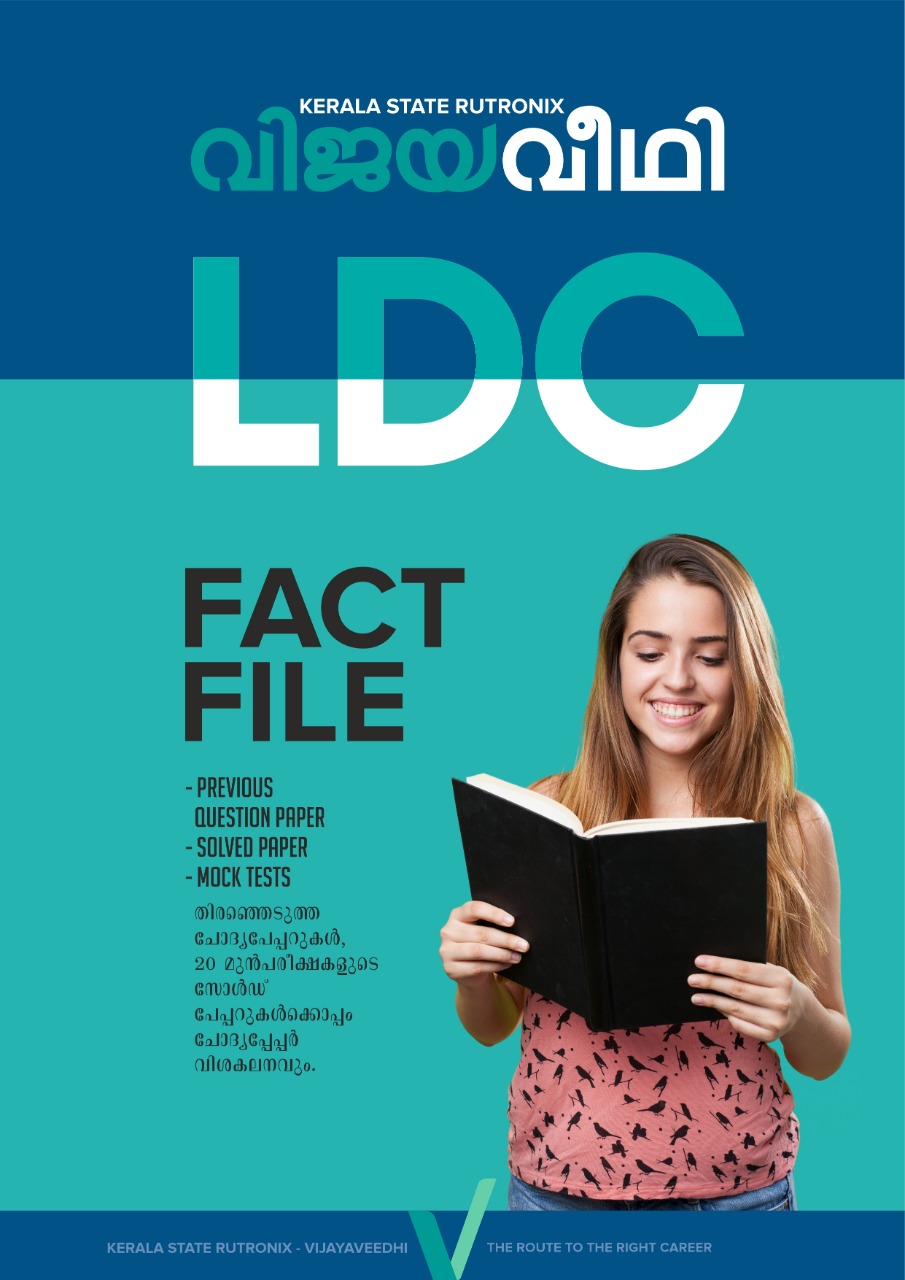 KERALA STATE RUTRONIX
വിജയവീഥി
LDC
FACT
FILE
- PREVIOUS
QUESTION PAPER
- SOLVED PAPER
- MOCK TESTS
തിരഞ്ഞെടുത്ത
ചോദ്യപേപ്പറുകൾ,
20 മുൻപരീക്ഷകളുടെ
സോൾഡ്
പേപ്പറുകൾക്കൊപ്പം
ചോദ്യപ്പേപ്പർ
വിശകലനവും.
KERALA STATE RUTRONIX - VIJAYAVEEDHI
THE ROUTE TO THE RIGHT CAREER